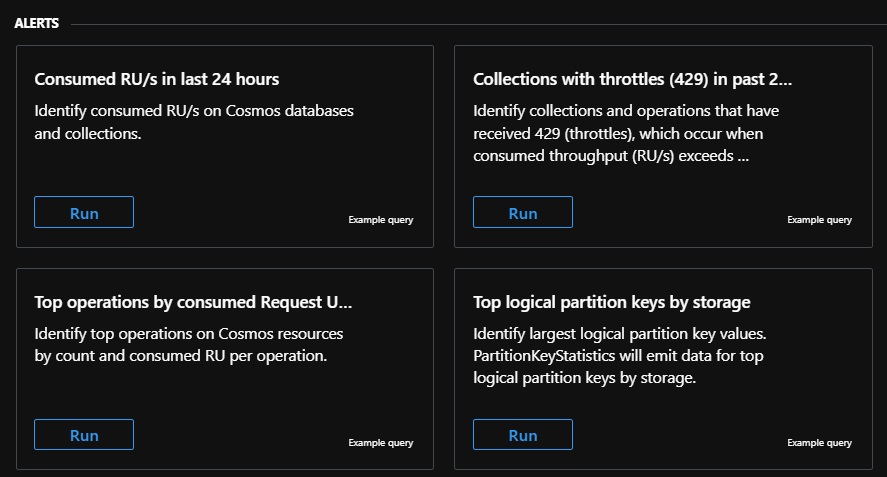 ALERTS
Consumed RU/s in last 24 hours
Identify consumed RU/s on Cosmos databases
and collections.
Run
Example query
Collections with throttles (429) in past 2...
Identify collections and operations that have
received 429 (throttles), which occur when
consumed throughput (RU/s) exceeds ...
Run
Example query
Top operations by consumed Request U...
Identify top operations on Cosmos resources
by count and consumed RU per operation.
Run
Example query
Top logical partition keys by storage
Identify largest logical partition key values.
PartitionKeyStatistics will emit data for top
logical partition keys by storage.
Run
Example query